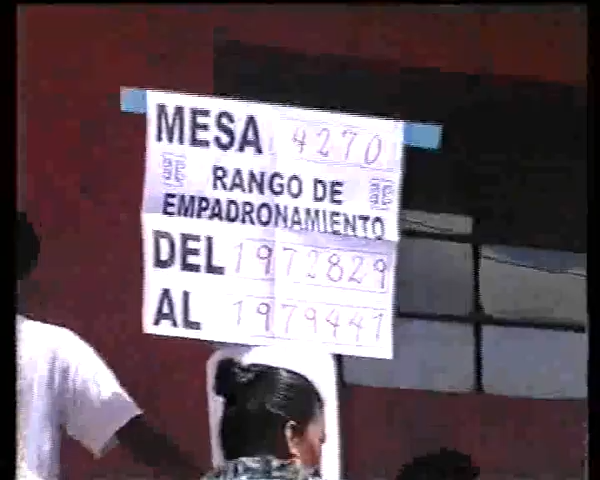 MESA 4270
RANGO DE
EMPADRONAMIENTO
DEL 1972829
AL 1979447